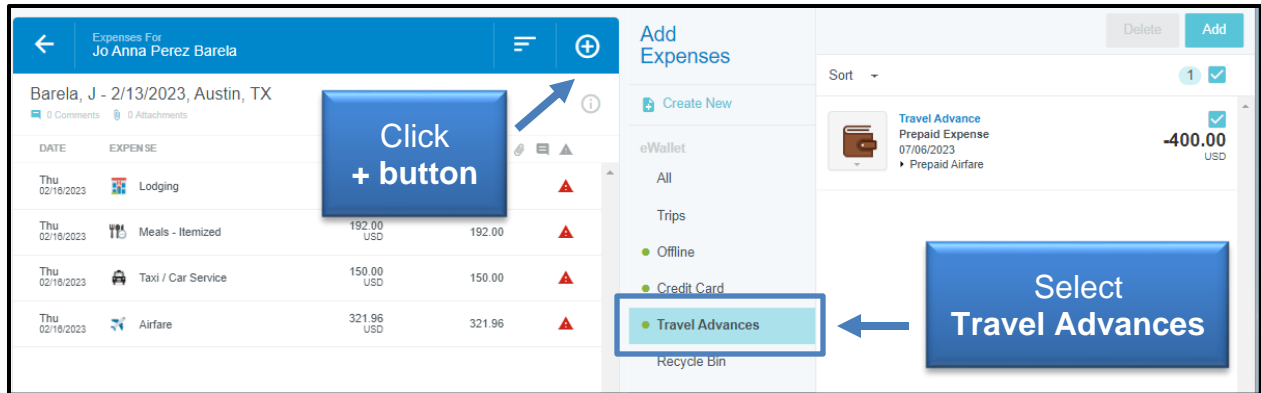 Expenses For
Jo Anna Perez Barela
Barela, J - 2/13/2023, Austin, TX
0 Comments 0 Attachments
DATE EXPENSE
Thu
02/16/2023
Lodging
Thu
02/16/2023
Meals - Itemized
192.00
USD
192.00
Thu
02/16/2023
Taxi / Car Service
150.00
USD
150.00
Thu
02/16/2023
Airfare
321.96
USD
321.96
Click
+ button
Add
Expenses
Create New
eWallet
All
Trips
Offline
Credit Card
Travel Advances
Recycle Bin
Delete Add
Sort 1
Travel Advance
Prepaid Expense
07/06/2023
Prepaid Airfare
-400.00
USD
Select
Travel Advances